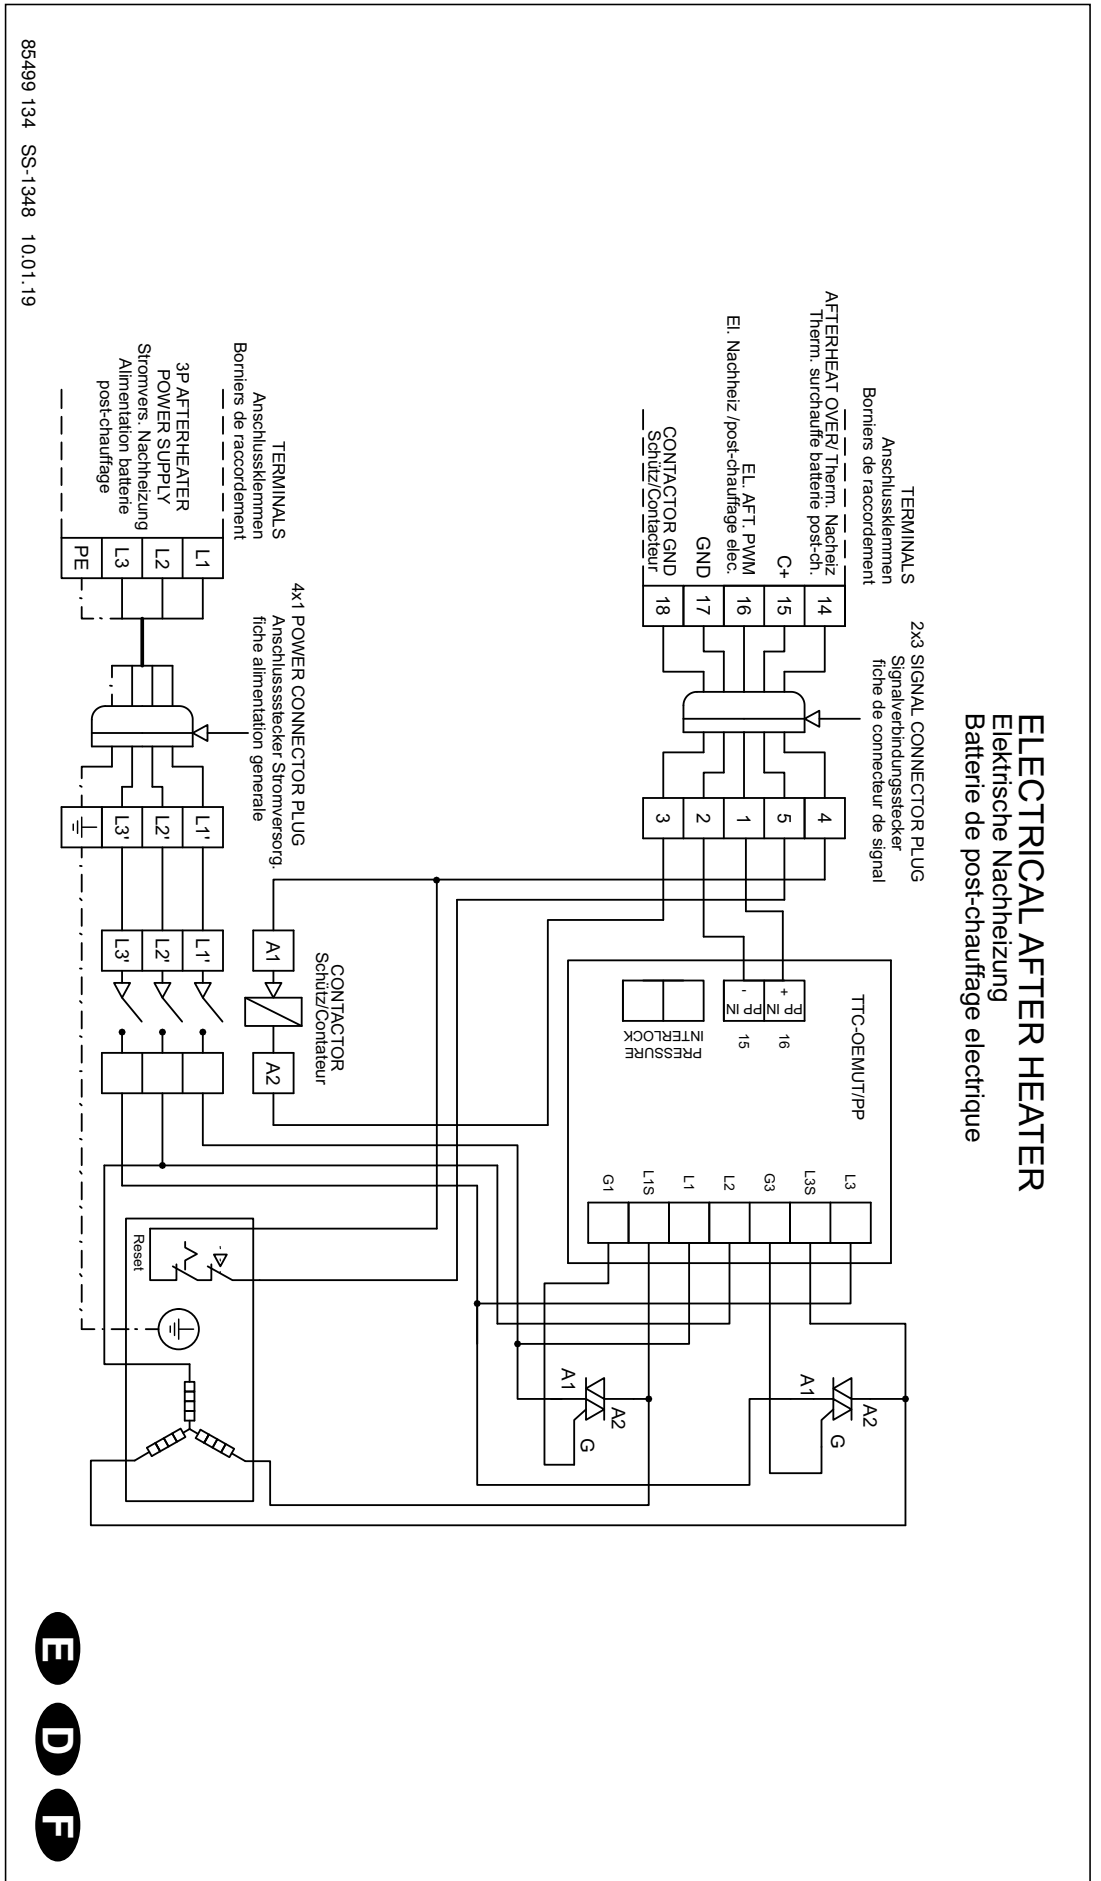 ELECTRICAL AFTER HEATER
Elektrische Nachheizung
Batterie de post-chauffage electrique
TERMINALS
Anschlussklemmen
Borniers de raccordement
2x3 SIGNAL CONNECTOR PLUG
Signalverbindungsstecker
fiche de connecteur de signal
AFTERHEAT OVER/ Therm. Nacheiz
Therm. surchauffe batterie post-ch.
C+
EL. AFT. PWM
El. Nachheiz /post-chauffage elec.
GND
CONTACTOR GND
Schütz/Contacteur
14
15
16
17
18
4
5
1
2
3
TTC-OEMUT/PP
+
PP IN
-
PP IN
16
15
PRESSURE
INTERLOCK
L3
L3S
G3
L2
L1
L1S
G1
A1
A2
G
A1
A2
G
TERMINALS
Anschlussklemmen
Borniers de raccordement
4x1 POWER CONNECTOR PLUG
Anschlussstecker Stromversorg.
fiche alimentation generale
3P AFTERHEATER
POWER SUPPLY
Stromvers. Nachheizung
Alimentation batterie
post-chauffage
L1
L2
L3
PE
L1'
L2'
L3'
CONTACTOR
Schütz/Contateur
A1
A2
L1'
L2'
L3'
Reset
85499 134 SS-1348 10.01.19
E D F